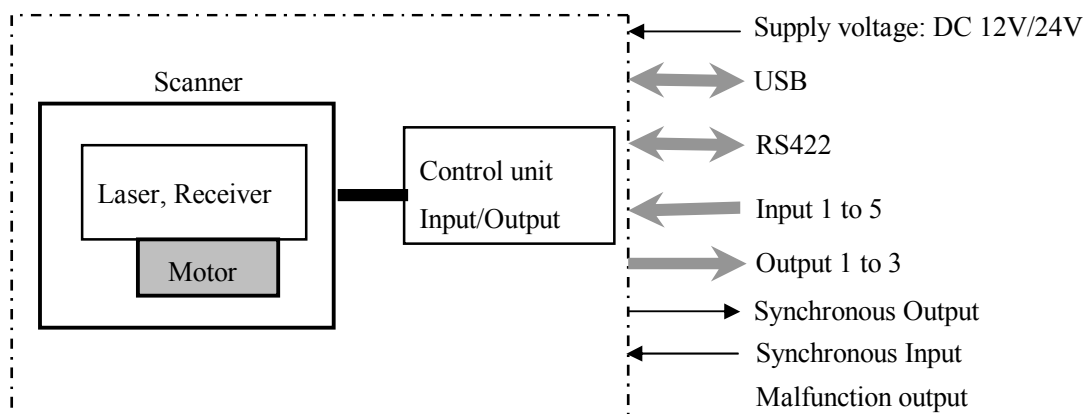 Supply voltage: DC 12V/24V
Scanner
USB
RS422
Laser, Receiver
Control unit
Input/Output
Input 1 to 5
Motor
Output 1 to 3
Synchronous Output
Synchronous Input
Malfunction output